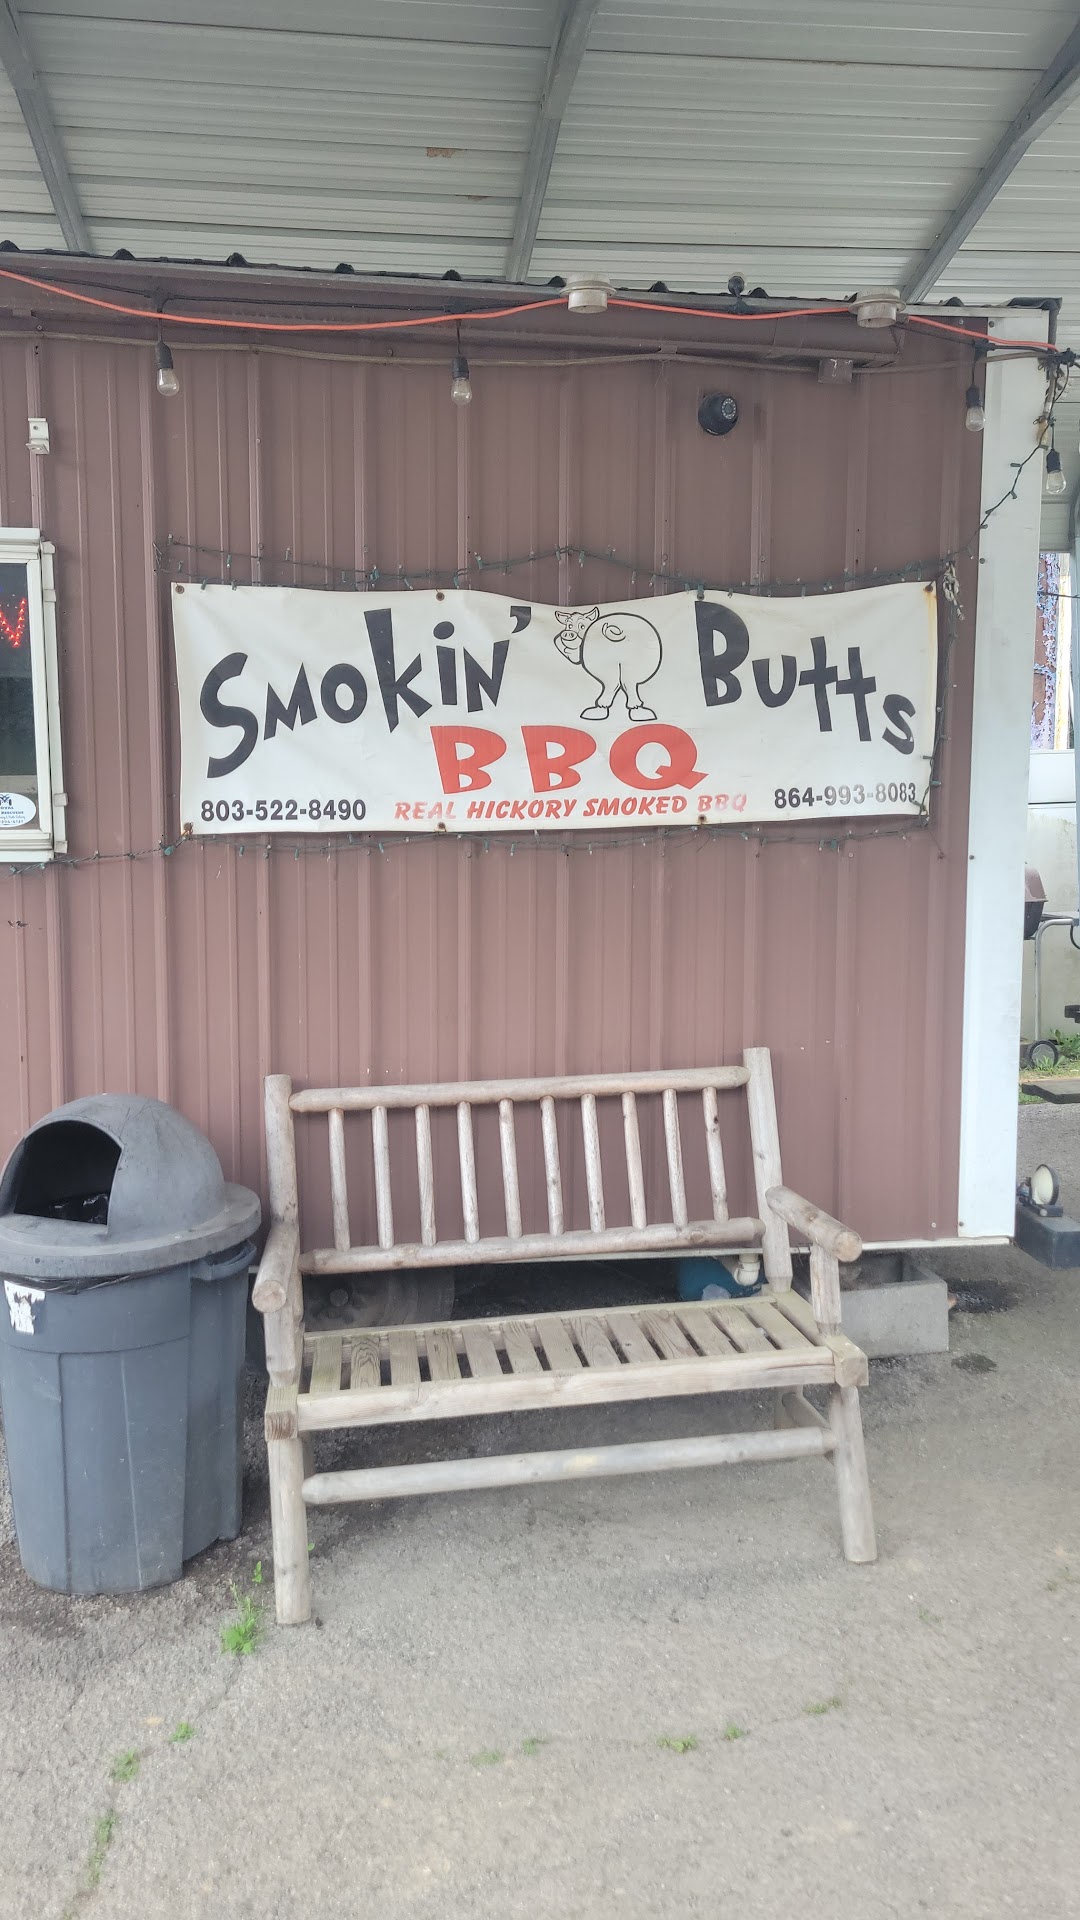 Smokin' Butts
BBQ
803-522-8490 REAL HICKORY SMOKED BBQ 864-993-8083